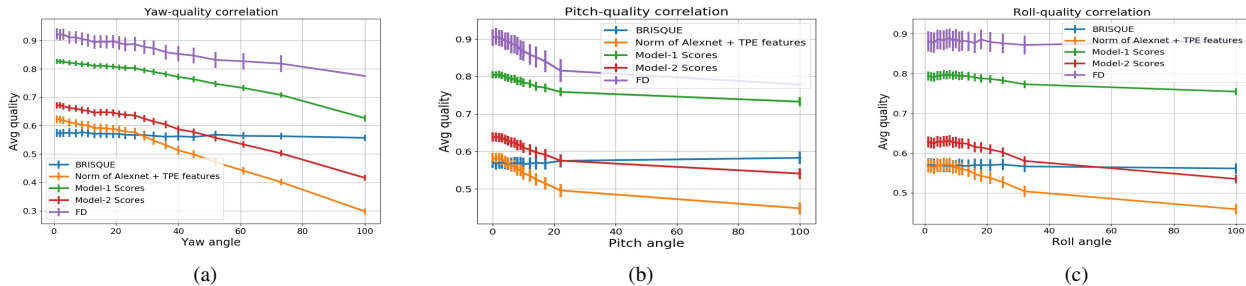 Yaw-quality correlation
Avg quality
0.9
0.8
0.7
0.6
0.5
0.4
0.3
BRISQUE
Norm of Alexnet + TPE features
Model-1 Scores
Model-2 Scores
FD
0 20 40 60 80 100
Yaw angle
(a)
Pitch-quality correlation
Avg quality
0.9
0.8
0.7
0.6
0.5
BRISQUE
Norm of Alexnet + TPE features
Model-1 Scores
Model-2 Scores
FD
0 20 40 60 80 100
Pitch angle
(b)
Roll-quality correlation
Avg quality
0.9
0.8
0.7
0.6
0.5
BRISQUE
Norm of Alexnet + TPE features
Model-1 Scores
Model-2 Scores
FD
0 20 40 60 80 100
Roll angle
(c)